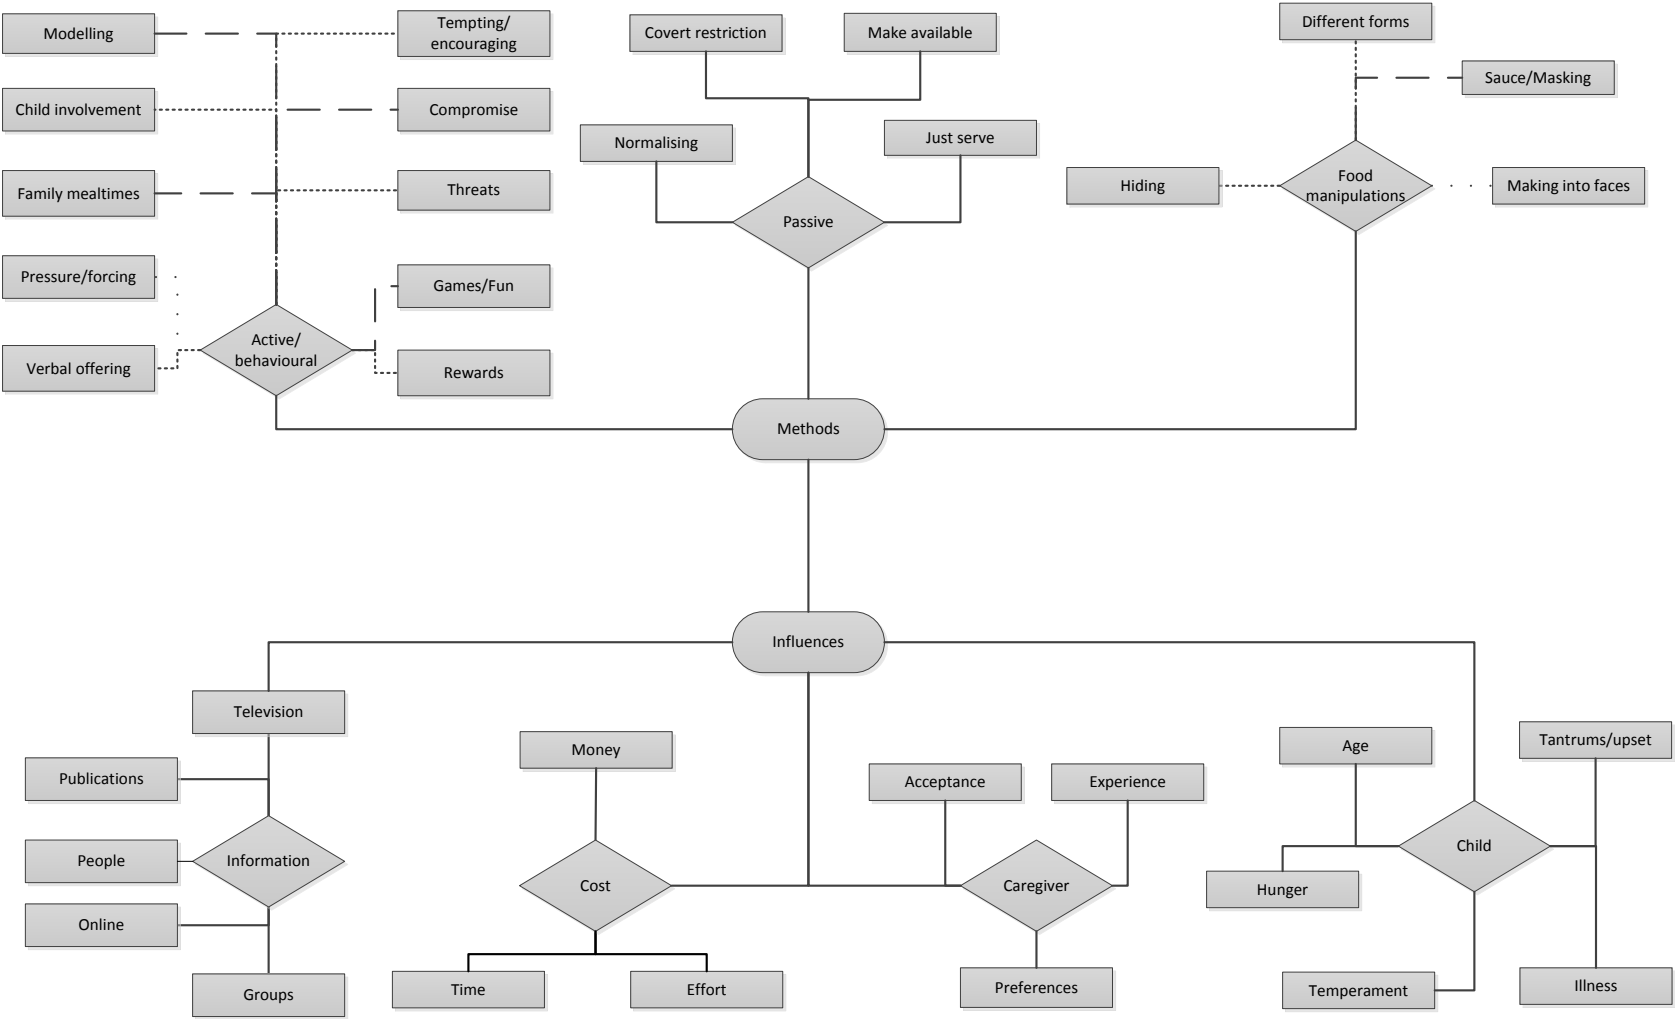 Modelling
Tempting/
encouraging
Child involvement
Compromise
Family mealtimes
Threats
Pressure/forcing
Games/Fun
Active/
behavioural
Verbal offering
Rewards
Covert restriction
Make available
Normalising
Just serve
Passive
Different forms
Sauce/Masking
Hiding
Food
manipulations
Making into faces
Methods
Influences
Television
Publications
People
Information
Online
Groups
Money
Cost
Time
Effort
Acceptance
Experience
Caregiver
Preferences
Age
Tantrums/upset
Child
Hunger
Temperament
Illness